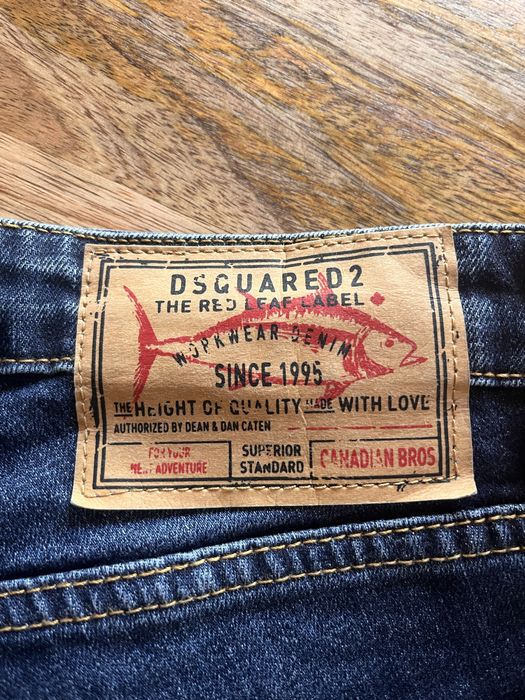 DSQUARED2
THE RED LEAF LABEL
WORKWEAR DENIM
SINCE 1995
THE HEIGHT OF QUALITY MADE WITH LOVE
AUTHORIZED BY DEAN & DAN CATEN
FOR YOUR
NEXT ADVENTURE
SUPERIOR
STANDARD
CANADIAN BROS